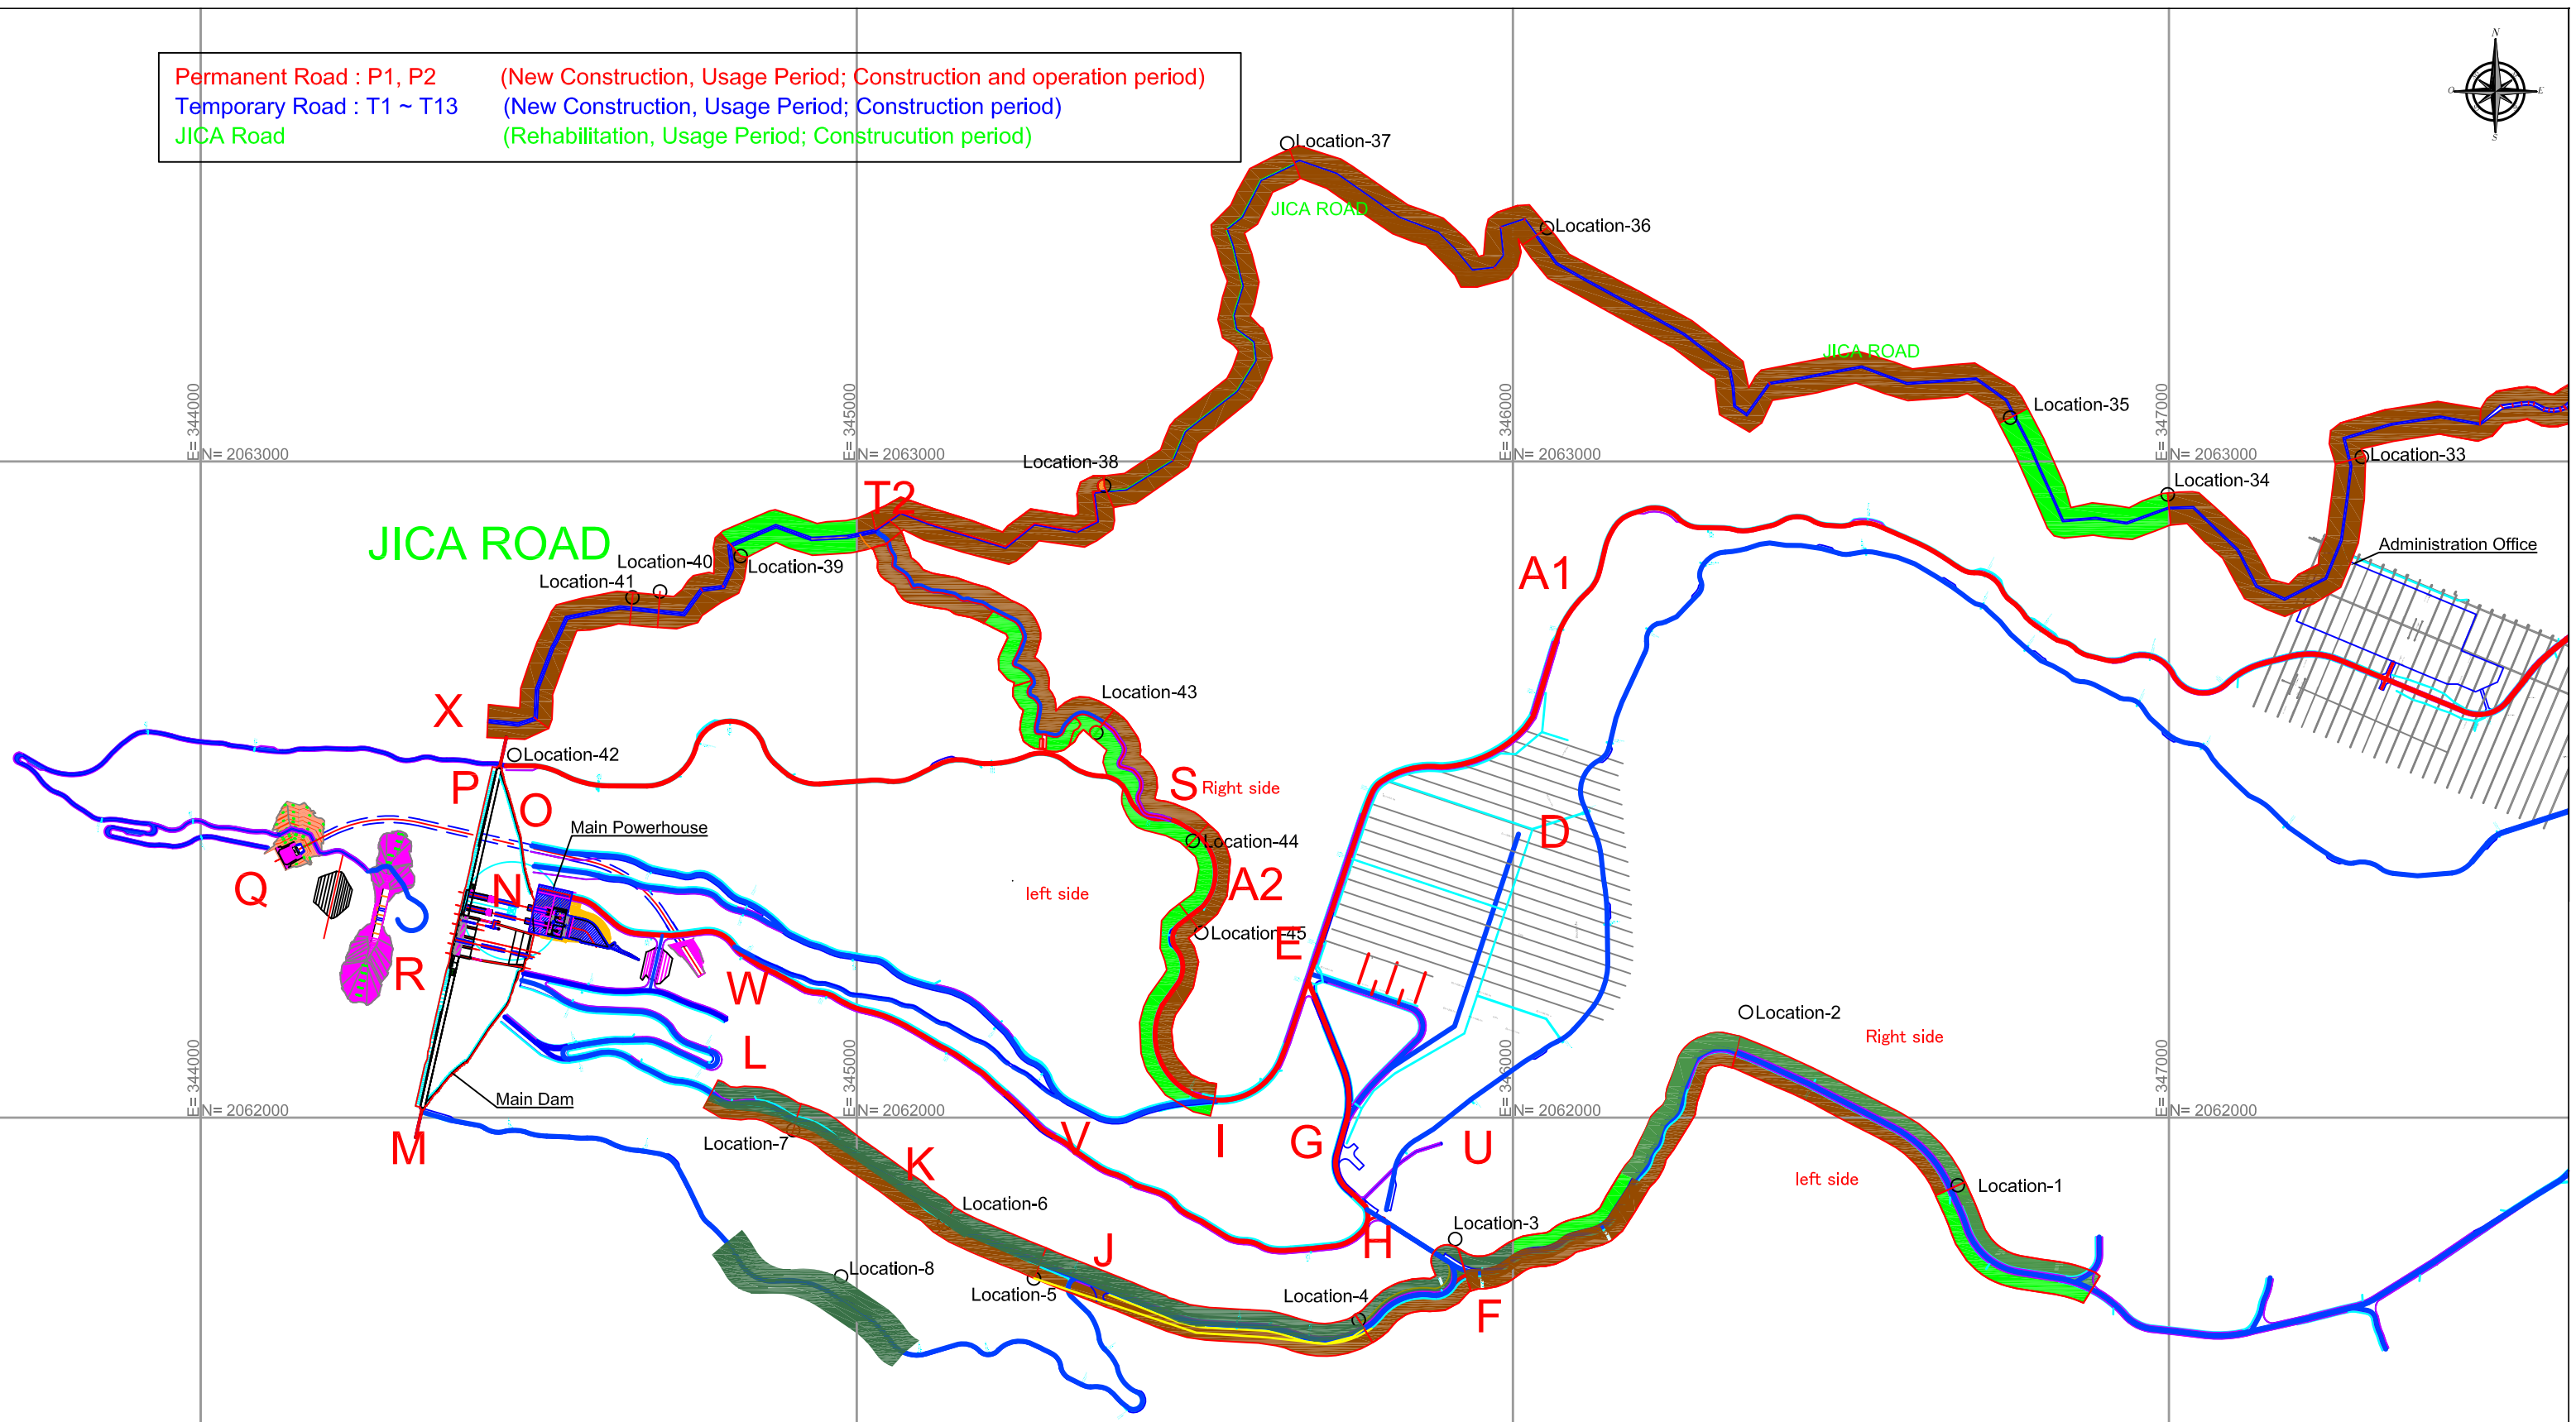 N
O
E
S
Permanent Road : P1, P2 (New Construction, Usage Period; Construction and operation period)
Temporary Road : T1 ~ T13 (New Construction, Usage Period; Construction period)
JICA Road (Rehabilitation, Usage Period; Construcution period)
Location-37
JICA ROAD
Location-36
JICA ROAD
Location-35
E= 344000
E= 345000
E= 346000
E= 347000
N= 2063000
N= 2063000
N= 2063000
N= 2063000
Location-33
Location-38
Location-34
T2
JICA ROAD
Location-40
Location-39
Location-41
A1
Administration Office
X
Location-43
Location-42
P
O
S
Right side
Main Powerhouse
D
Location-44
Q
N
left side
A2
Location-45
E
R
W
Location-2
Right side
L
E= 344000
E= 345000
E= 346000
E= 347000
Main Dam
N= 2062000
N= 2062000
N= 2062000
N= 2062000
M
Location-7
K
V
I
G
U
left side
Location-1
Location-6
Location-3
J
H
Location-8
Location-5
Location-4
F